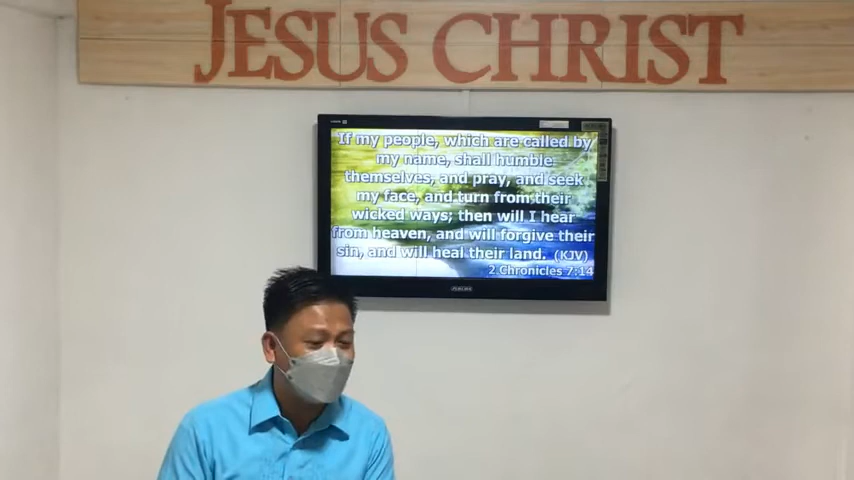 JESUS CHRIST
If my people, which are called by
my name, shall humble
themselves, and pray, and seek
my face, and turn from their
wicked ways; then will I hear
from heaven, and will forgive their
sin, and will heal their land. (KJV)
2 Chronicles 7:14